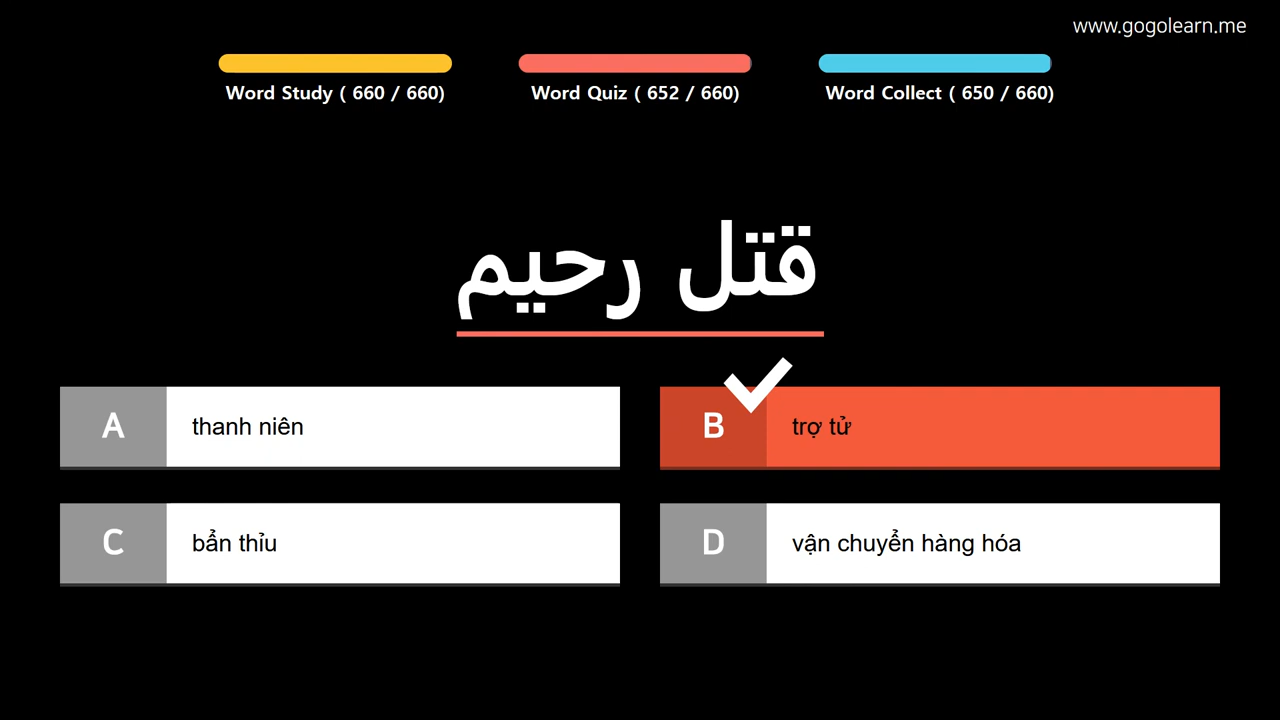 www.gogolearn.me
Word Study ( 660 / 660)
Word Quiz ( 652 / 660)
Word Collect ( 650 / 660)
قتل رحيم
A thanh niên
B trợ tử
C bẩn thỉu
D vận chuyển hàng hóa